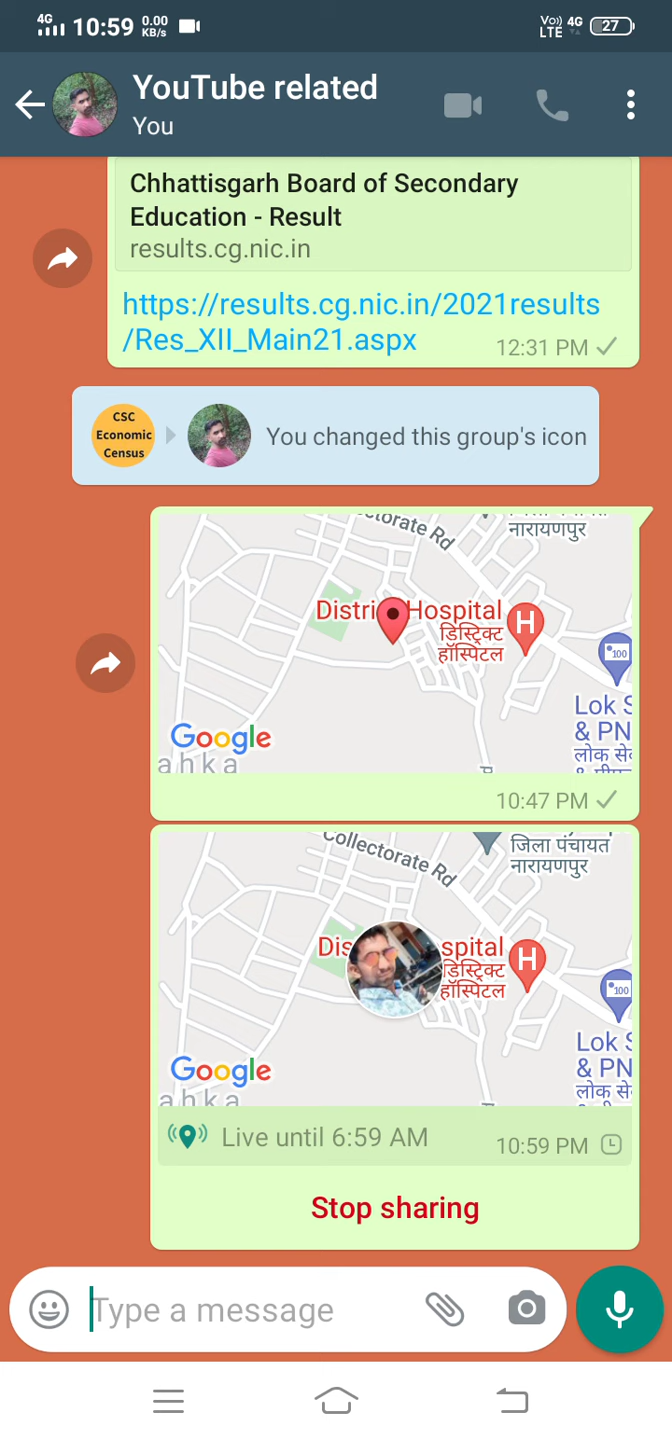 4G 10:59 0.00 KB/s Vo) LTE 4G 27
YouTube related
You
Chhattisgarh Board of Secondary
Education - Result
results.cg.nic.in
https://results.cg.nic.in/2021results
/Res_XII_Main21.aspx
12:31 PM
CSC
Economic
Census
You changed this group's icon
Collectorate Rd
नारायणपुर
Hospital
H
डिस्ट्रिक्ट
हॉस्पिटल
100
Lok S
& PN
लोक से
Google
ahka
10:47 PM
Collectorate Rd
जिला पंचायत
नारायणपुर
Dis spital
H
डिस्ट्रिक्ट
हॉस्पिटल
100
Lok S
& PN
लोक से
Google
ahka
Live until 6:59 AM
10:59 PM
Stop sharing
Type a message